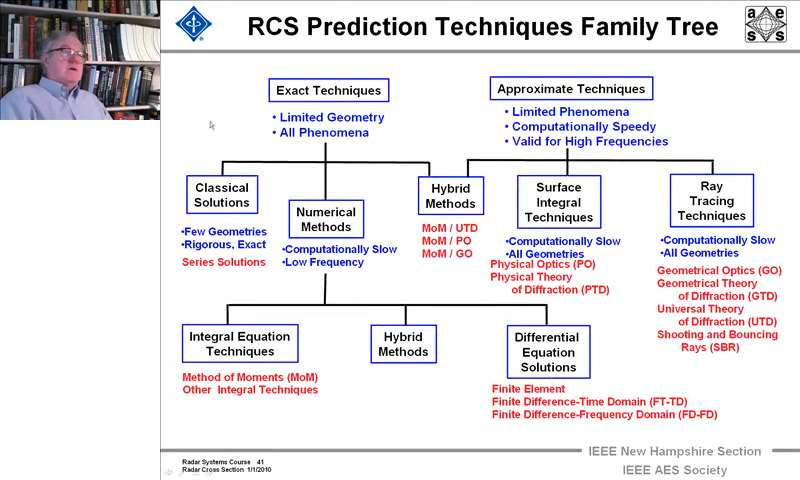 RCS Prediction Techniques Family Tree
a e
s s
Exact Techniques
• Limited Geometry
• All Phenomena
Approximate Techniques
• Limited Phenomena
• Computationally Speedy
• Valid for High Frequencies
Classical
Solutions
•Few Geometries
•Rigorous, Exact
Series Solutions
Numerical
Methods
•Computationally Slow
•Low Frequency
Hybrid
Methods
MoM / UTD
MoM / PO
MoM / GO
Surface
Integral
Techniques
•Computationally Slow
•All Geometries
Physical Optics (PO)
Physical Theory
of Diffraction (PTD)
Ray
Tracing
Techniques
•Computationally Slow
•All Geometries
Geometrical Optics (GO)
Geometrical Theory
of Diffraction (GTD)
Universal Theory
of Diffraction (UTD)
Shooting and Bouncing
Rays (SBR)
Integral Equation
Techniques
Method of Moments (MoM)
Other Integral Techniques
Hybrid
Methods
Differential
Equation
Solutions
Finite Element
Finite Difference-Time Domain (FT-TD)
Finite Difference-Frequency Domain (FD-FD)
Radar Systems Course 41
Radar Cross Section 1/1/2010
IEEE New Hampshire Section
IEEE AES Society